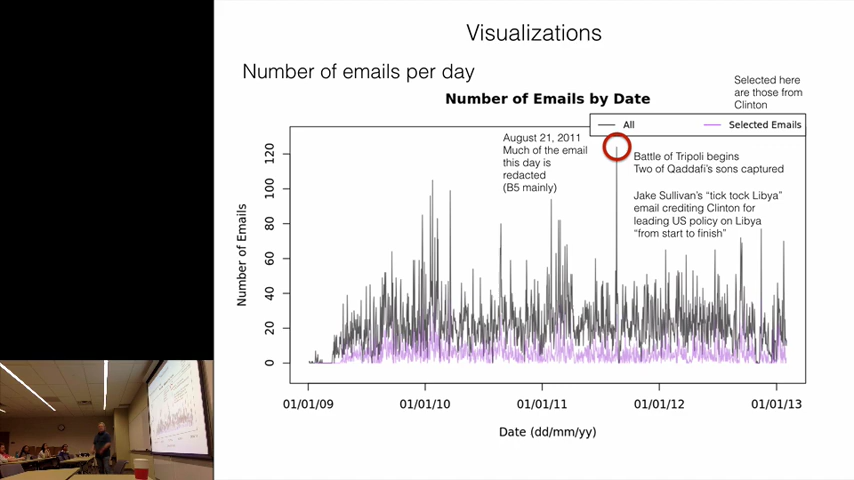 Visualizations
Number of emails per day
Selected here
are those from
Clinton
Number of Emails by Date
All
Selected Emails
August 21, 2011
Much of the email
this day is
redacted
(B5 mainly)
Battle of Tripoli begins
Two of Qaddafi's sons captured
Jake Sullivan's "tick tock Libya"
email crediting Clinton for
leading US policy on Libya
"from start to finish"
Number of Emails
120
100
80
60
40
20
0
01/01/09
01/01/10
01/01/11
01/01/12
01/01/13
Date (dd/mm/yy)